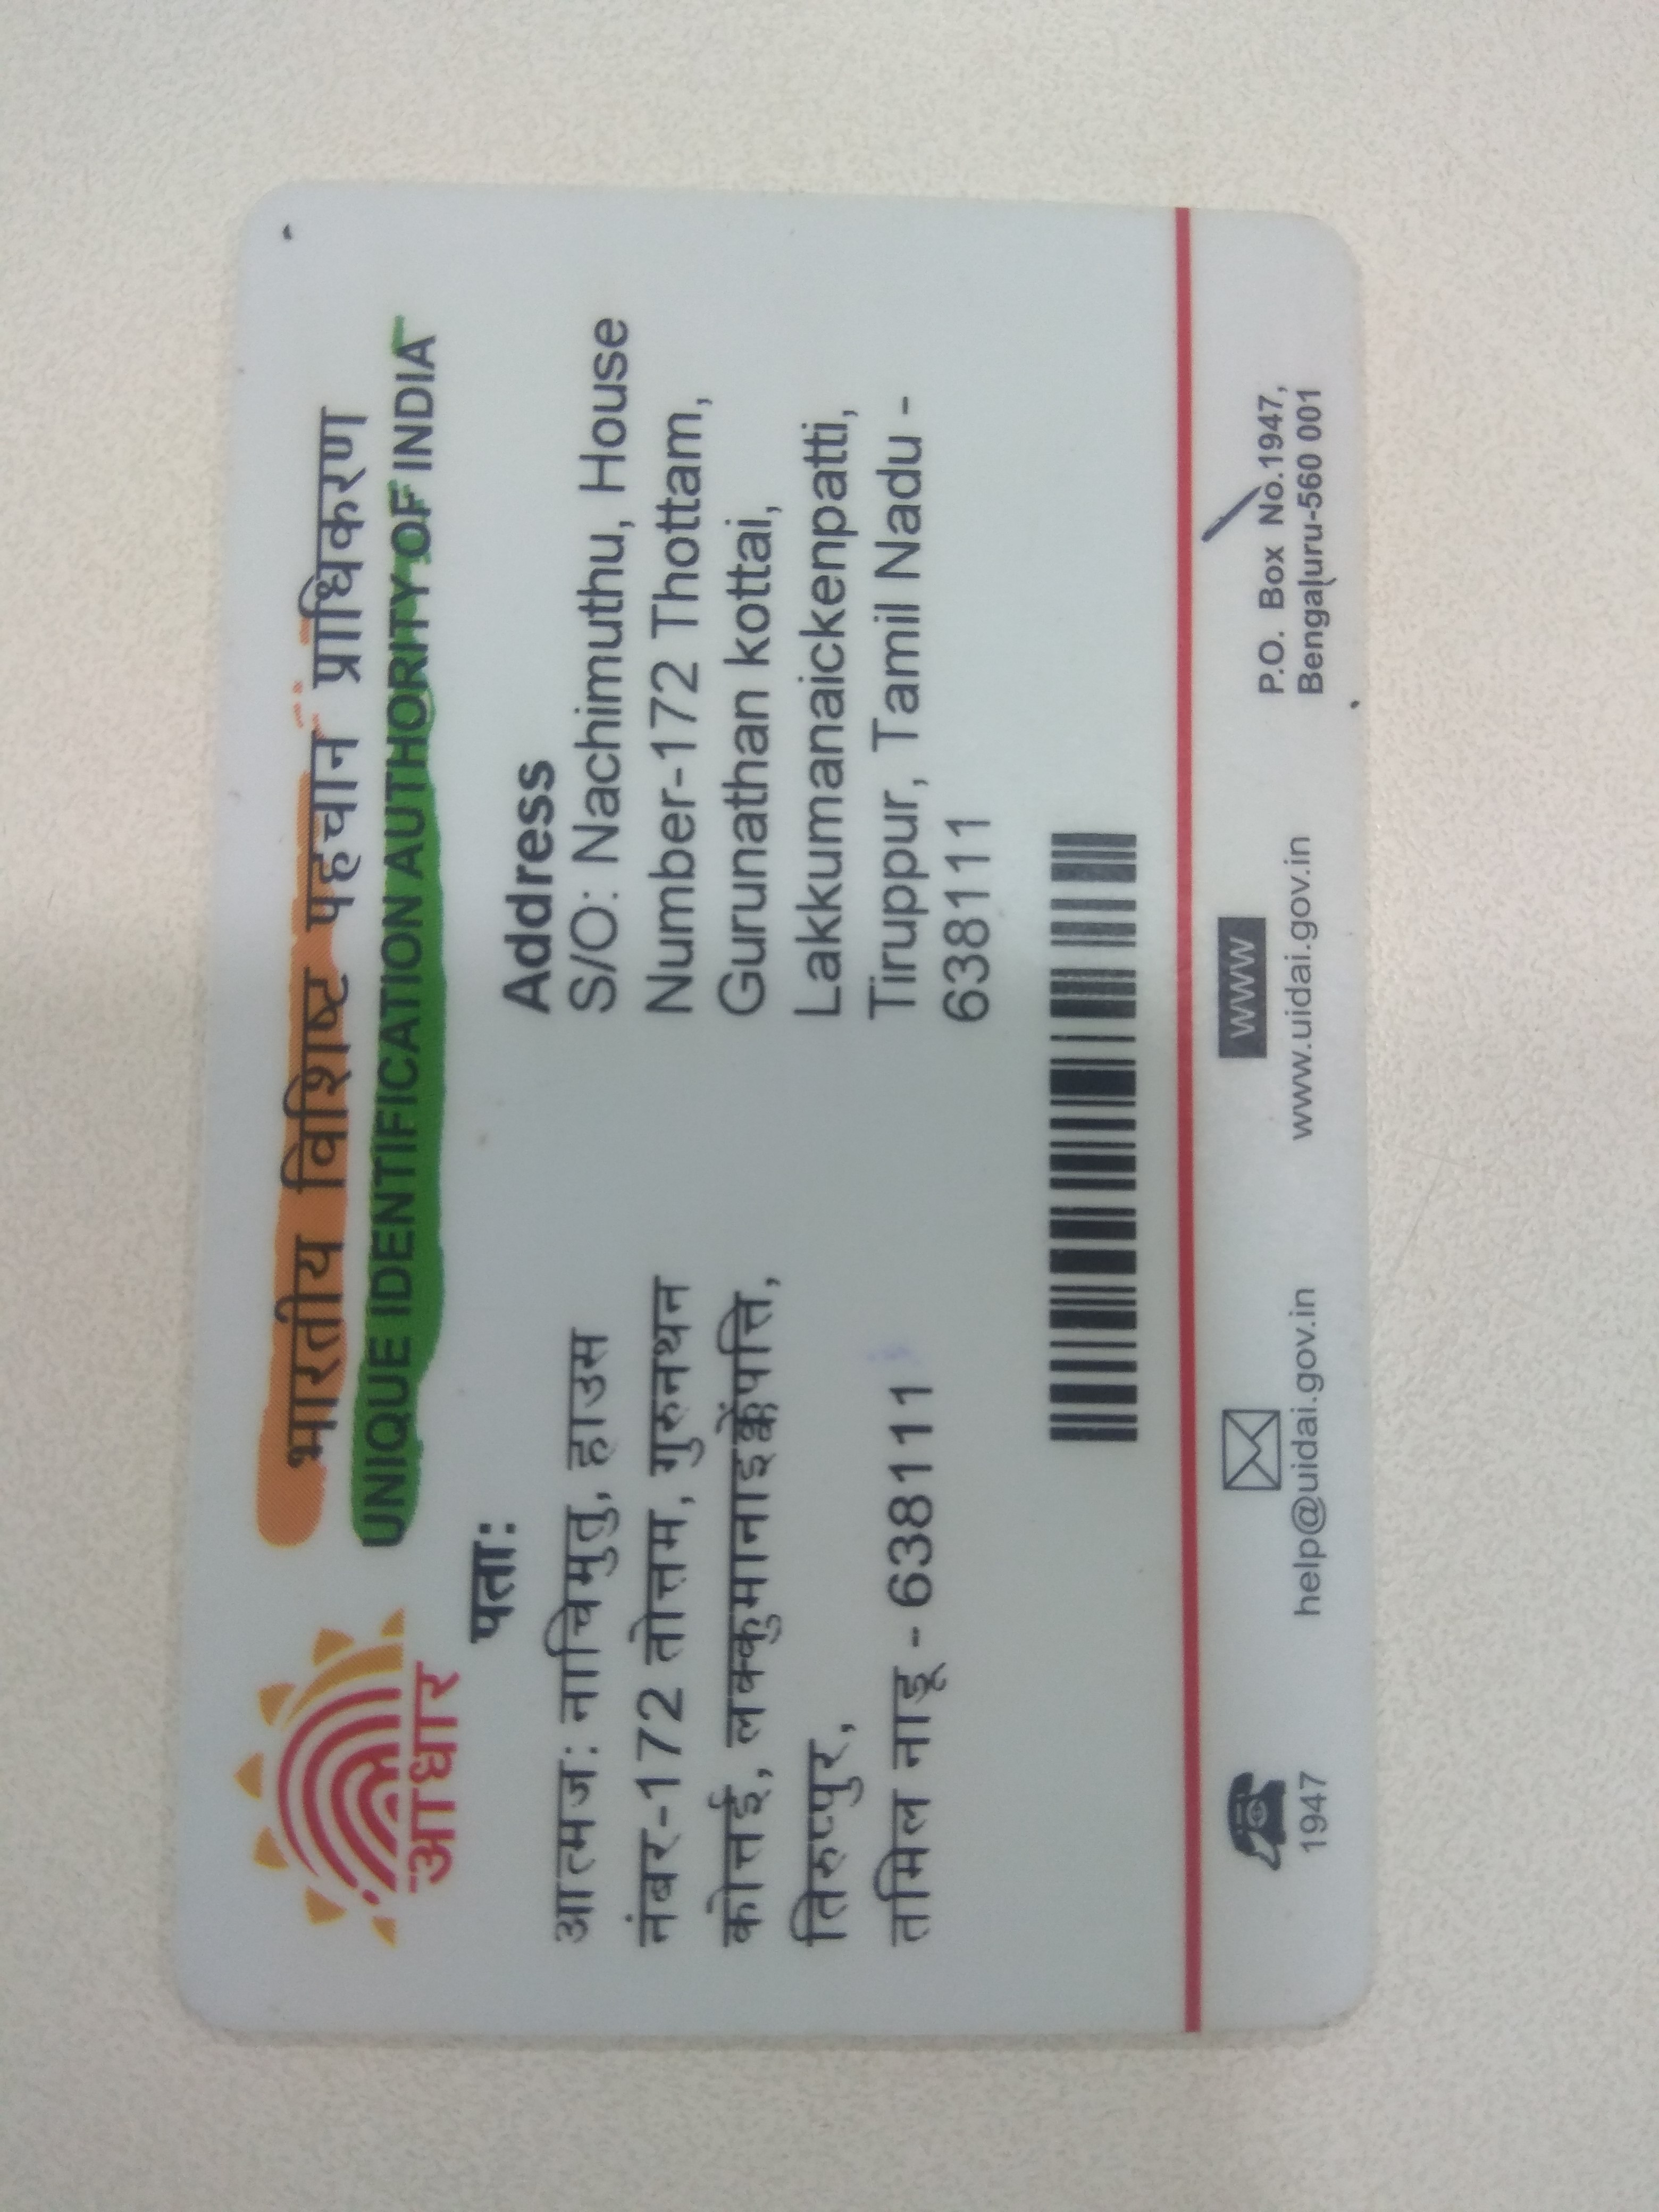 भारतीय विशिष्ट पहचान प्राधिकरण
UNIQUE IDENTIFICATION AUTHORITY OF INDIA
आधार
पता:
आत्मज: नाचिमुतु, हाउस
नंबर-172 तोत्तम, गुरुनथन
कोत्तई, लक्कुमानाइक्केंपत्ति,
तिरुप्पुर,
तमिल नाडू - 638111
Address
S/O: Nachimuthu, House
Number-172 Thottam,
Gurunathan kottai,
Lakkumanaickenpatti,
Tiruppur, Tamil Nadu -
638111
1947
help@uidai.gov.in
www
www.uidai.gov.in
P.O. Box No.1947,
Bengaluru-560 001